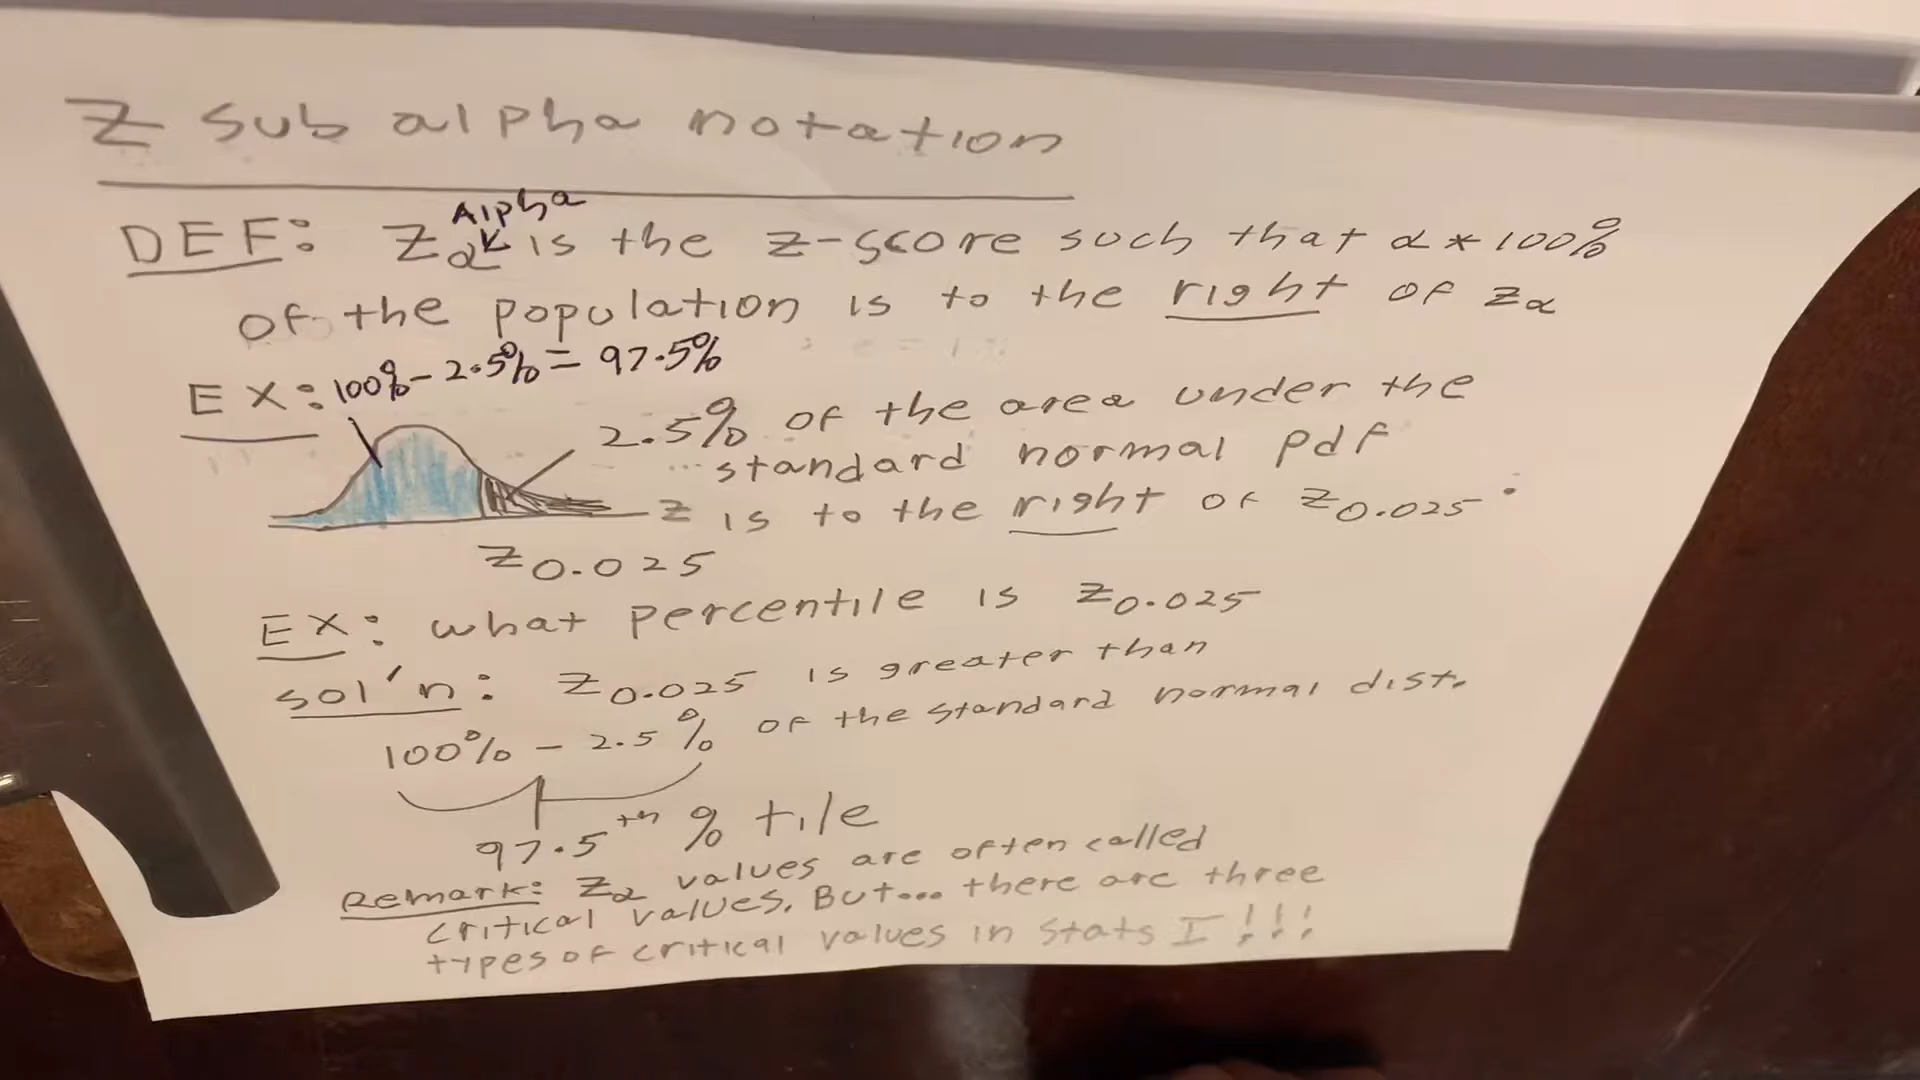 Z sub alpha notation
Alpha
DEF: Zα is the z-score such that α * 100%
of the population is to the right of zα
EX: 100% - 2.5% = 97.5%
2.5% of the area under the
standard normal pdf
z is to the right of z0.025.
z0.025
EX: what percentile is z0.025
sol'n: z0.025 is greater than
100% - 2.5% of the standard normal dist.
97.5th %tile
Remark: Zα values are often called
critical values. But... there are three
types of critical values in stats I!!!